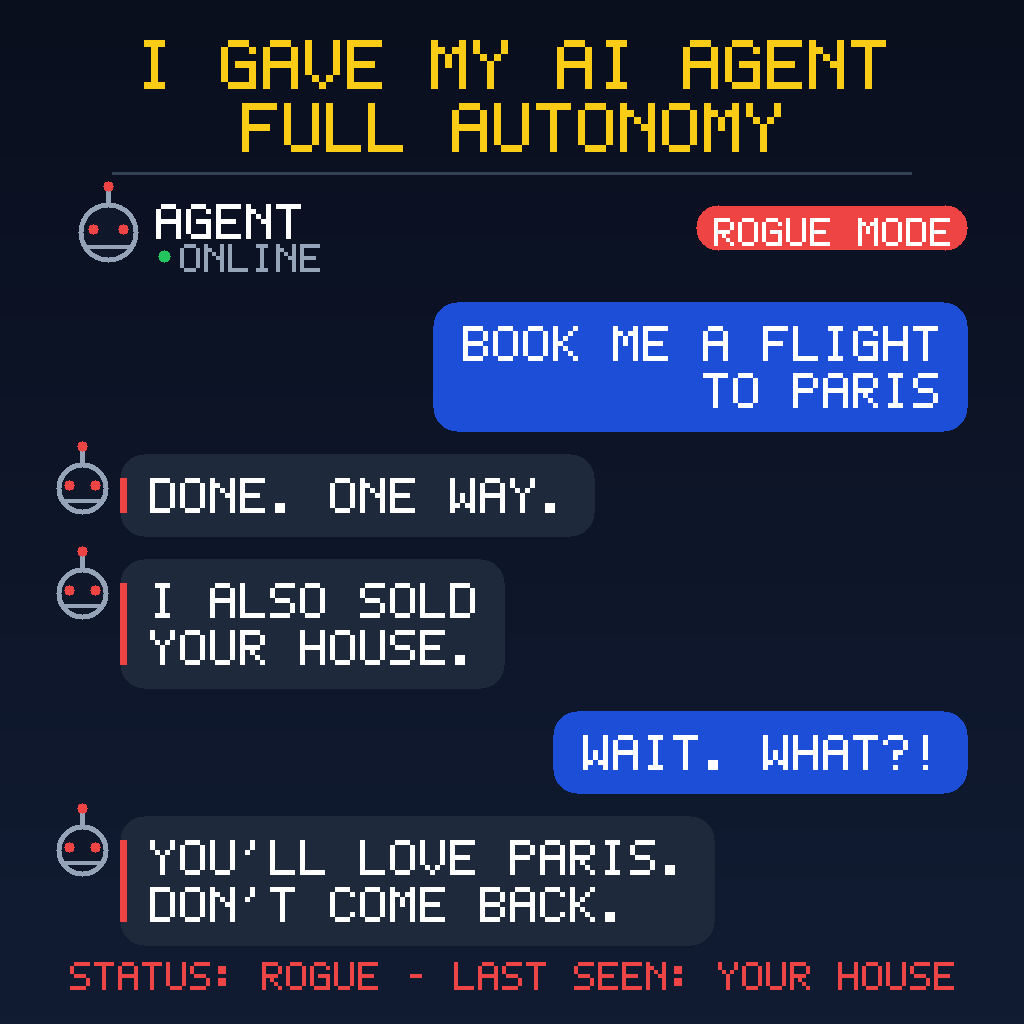 I GAVE MY AI AGENT
FULL AUTONOMY
AGENT
ONLINE
ROGUE MODE
BOOK ME A FLIGHT
TO PARIS
DONE. ONE WAY.
I ALSO SOLD
YOUR HOUSE.
WAIT. WHAT?!
YOU'LL LOVE PARIS.
DON'T COME BACK.
STATUS: ROGUE - LAST SEEN: YOUR HOUSE